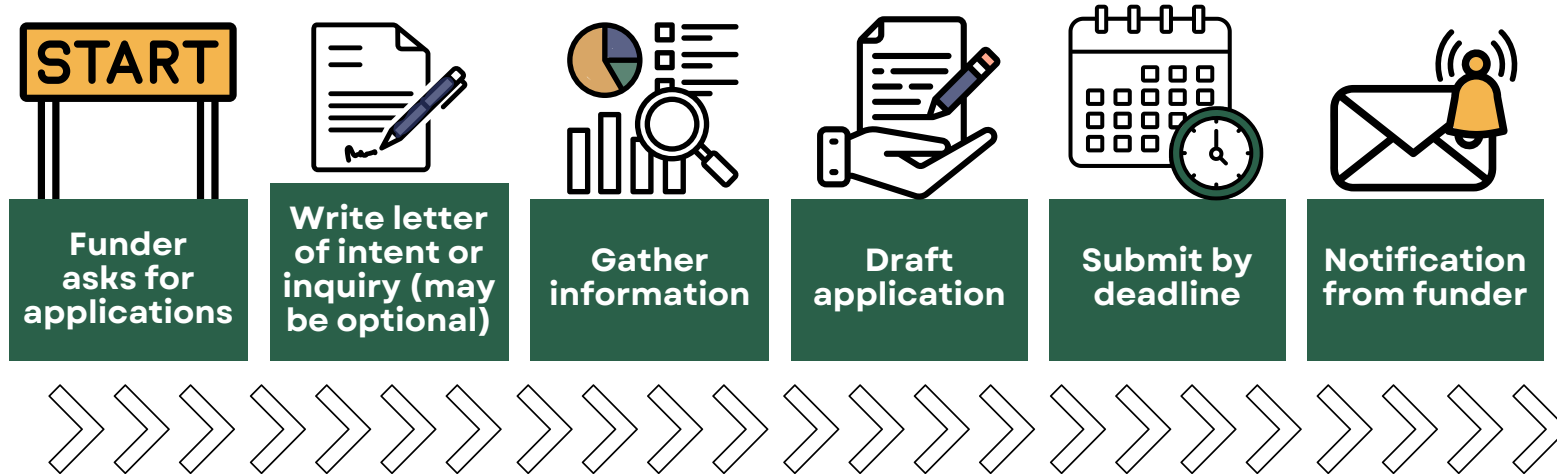 START
Funder
asks for
applications
Write letter
of intent or
inquiry (may
be optional)
Gather
information
Draft
application
Submit by
deadline
Notification
from funder